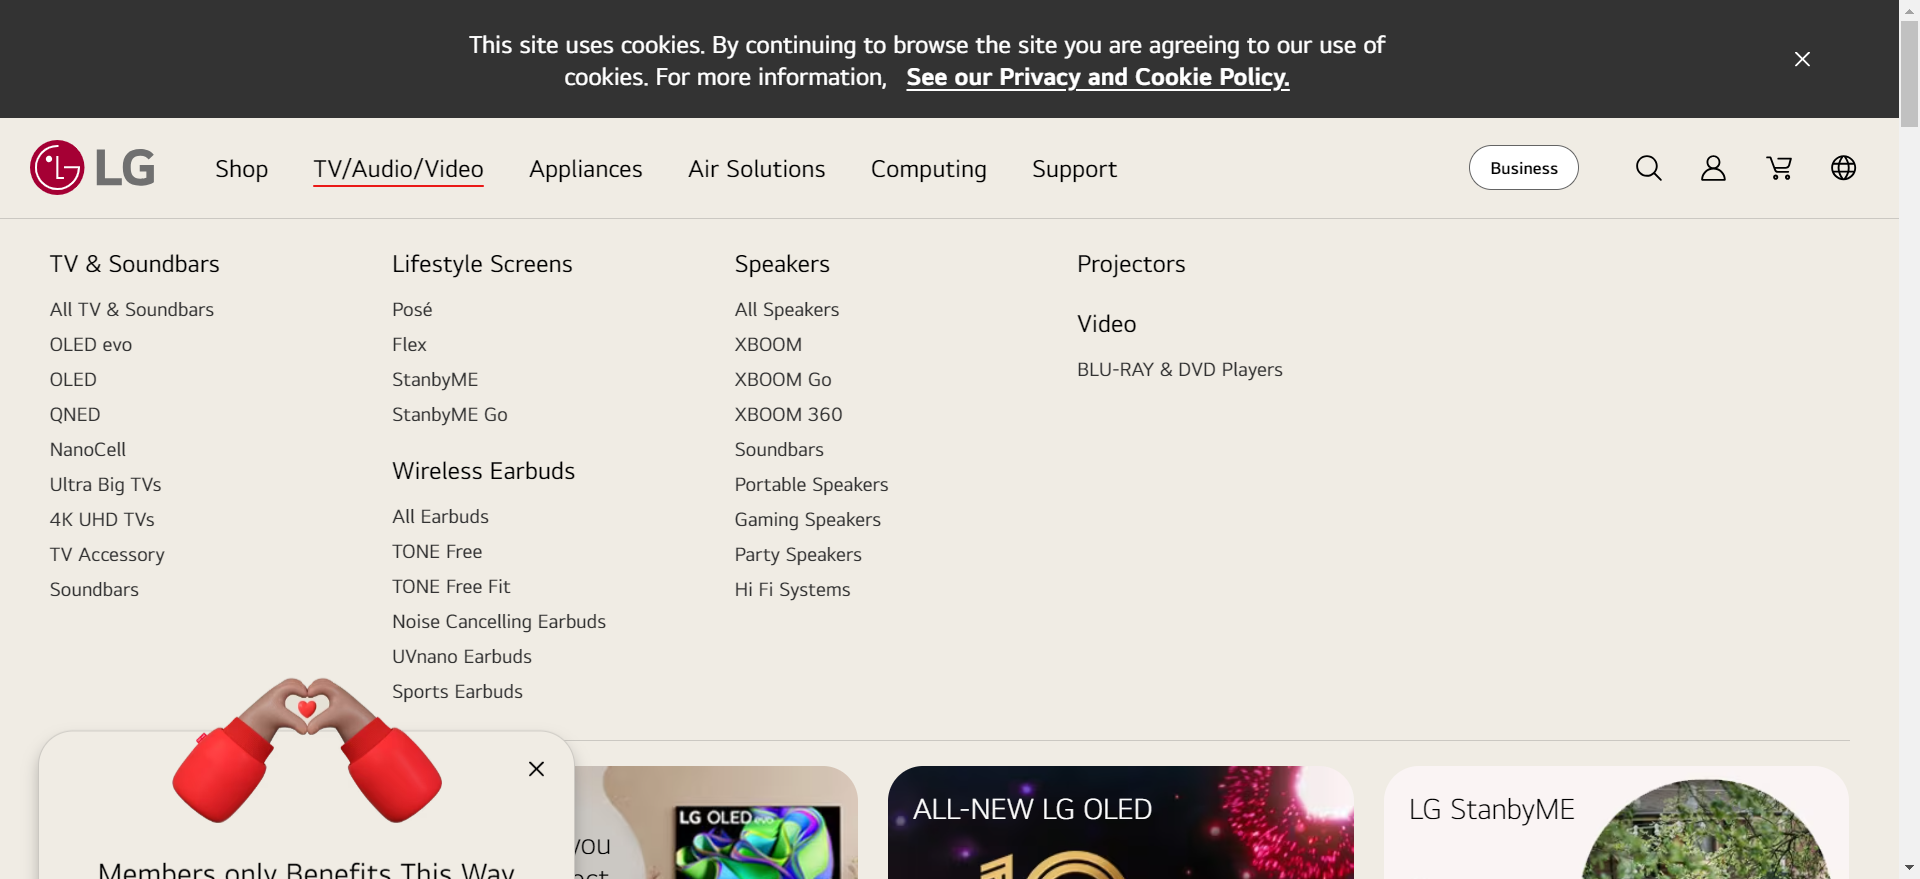 This site uses cookies. By continuing to browse the site you are agreeing to our use of
cookies. For more information, See our Privacy and Cookie Policy.
LG
Shop
TV/Audio/Video
Appliances
Air Solutions
Computing
Support
Business
TV & Soundbars
All TV & Soundbars
OLED evo
OLED
QNED
NanoCell
Ultra Big TVs
4K UHD TVs
TV Accessory
Soundbars
Lifestyle Screens
Posé
Flex
StanbyME
StanbyME Go
Wireless Earbuds
All Earbuds
TONE Free
TONE Free Fit
Noise Cancelling Earbuds
UVnano Earbuds
Sports Earbuds
Speakers
All Speakers
XBOOM
XBOOM Go
XBOOM 360
Soundbars
Portable Speakers
Gaming Speakers
Party Speakers
Hi Fi Systems
Projectors
Video
BLU-RAY & DVD Players
Members only Benefits This Way
you
LG OLED evo
ALL-NEW LG OLED
LG StanbyME